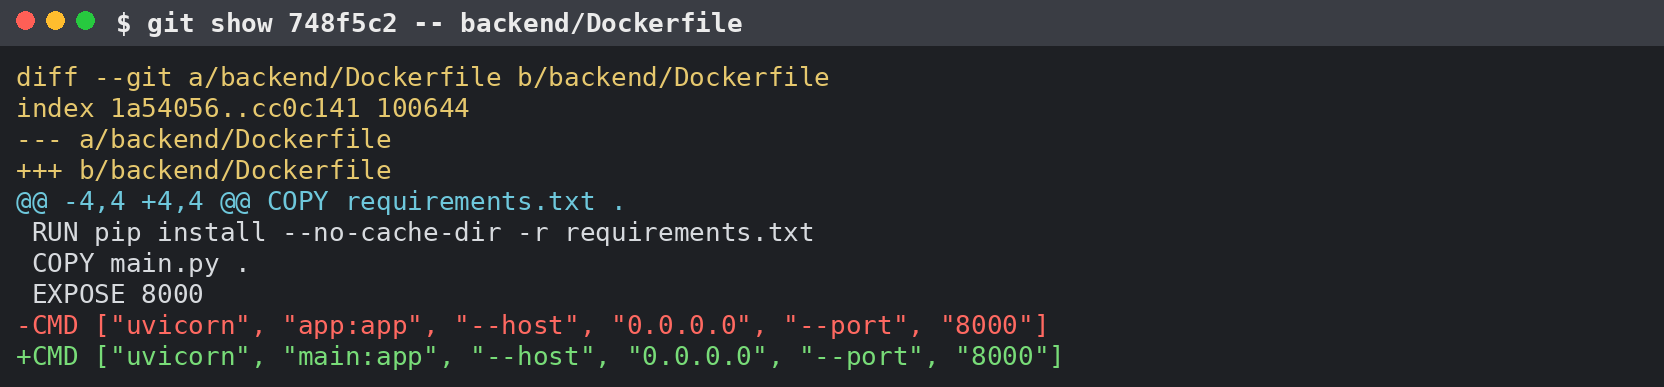 $ git show 748f5c2 -- backend/Dockerfile
diff --git a/backend/Dockerfile b/backend/Dockerfile
index 1a54056..cc0c141 100644
--- a/backend/Dockerfile
+++ b/backend/Dockerfile
@@ -4,4 +4,4 @@ COPY requirements.txt .
 RUN pip install --no-cache-dir -r requirements.txt
 COPY main.py .
 EXPOSE 8000
-CMD ["uvicorn", "app:app", "--host", "0.0.0.0", "--port", "8000"]
+CMD ["uvicorn", "main:app", "--host", "0.0.0.0", "--port", "8000"]